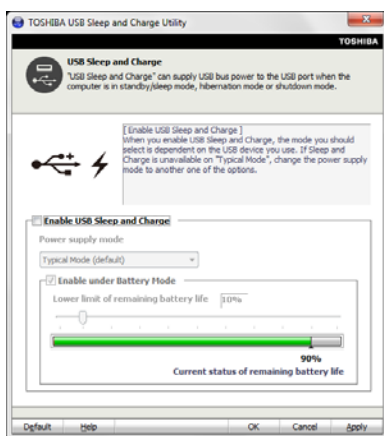 TOSHIBA USB Sleep and Charge Utility
TOSHIBA
USB Sleep and Charge
"USB Sleep and Charge" can supply USB bus power to the USB port when the
computer is in standby/sleep mode, hibernation mode or shutdown mode.
[ Enable USB Sleep and Charge ]
When you enable USB Sleep and Charge, the mode you should
select is dependent on the USB device you use. If Sleep and
Charge is unavailable on "Typical Mode", change the power supply
mode to another one of the options.
Enable USB Sleep and Charge
Power supply mode
Typical Mode (default)
Enable under Battery Mode
Lower limit of remaining battery life 10%
90%
Current status of remaining battery life
Default Help OK Cancel Apply